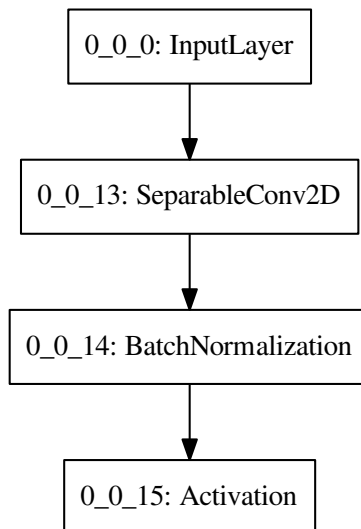 0_0_0: InputLayer
0_0_13: SeparableConv2D
0_0_14: BatchNormalization
0_0_15: Activation